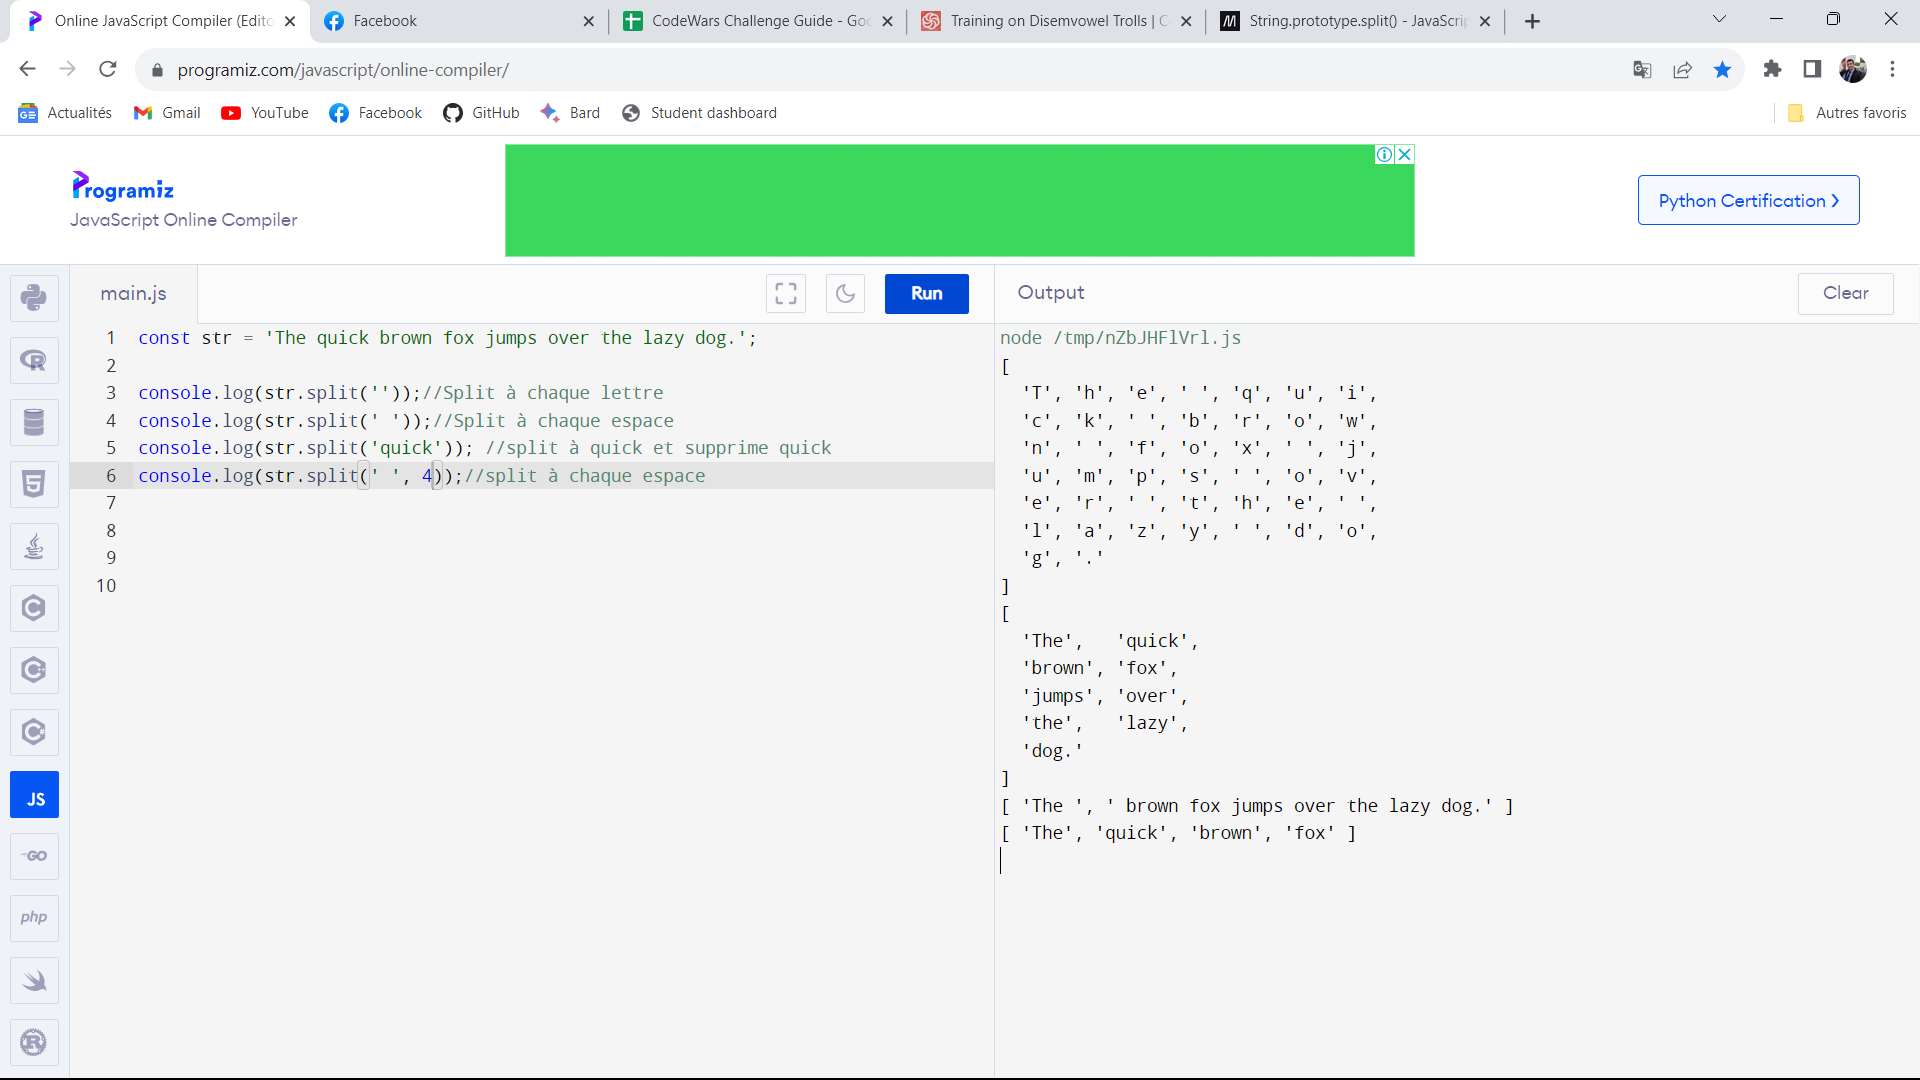 Online JavaScript Compiler (Edito
Facebook
CodeWars Challenge Guide - Goo
Training on Disemvowel Trolls | C
String.prototype.split() - JavaScrip
programiz.com/javascript/online-compiler/
Actualités
Gmail
YouTube
Facebook
GitHub
Bard
Student dashboard
Autres favoris
Programiz
JavaScript Online Compiler
Python Certification ›
main.js
Run
Output
Clear
1 const str = 'The quick brown fox jumps over the lazy dog.';
2
3 console.log(str.split(''));//Split à chaque lettre
4 console.log(str.split(' '));//Split à chaque espace
5 console.log(str.split('quick')); //split à quick et supprime quick
6 console.log(str.split(' ', 4));//split à chaque espace
7
8
9
10
node /tmp/nZbJHFlVrl.js
[
'T', 'h', 'e', ' ', 'q', 'u', 'i',
'c', 'k', ' ', 'b', 'r', 'o', 'w',
'n', ' ', 'f', 'o', 'x', ' ', 'j',
'u', 'm', 'p', 's', ' ', 'o', 'v',
'e', 'r', ' ', 't', 'h', 'e', ' ',
'l', 'a', 'z', 'y', ' ', 'd', 'o',
'g', '.'
]
[
'The',   'quick',
'brown', 'fox',
'jumps', 'over',
'the',   'lazy',
'dog.'
]
[ 'The ', ' brown fox jumps over the lazy dog.' ]
[ 'The', 'quick', 'brown', 'fox' ]
R
5
C
C
C
JS
GO
php
R